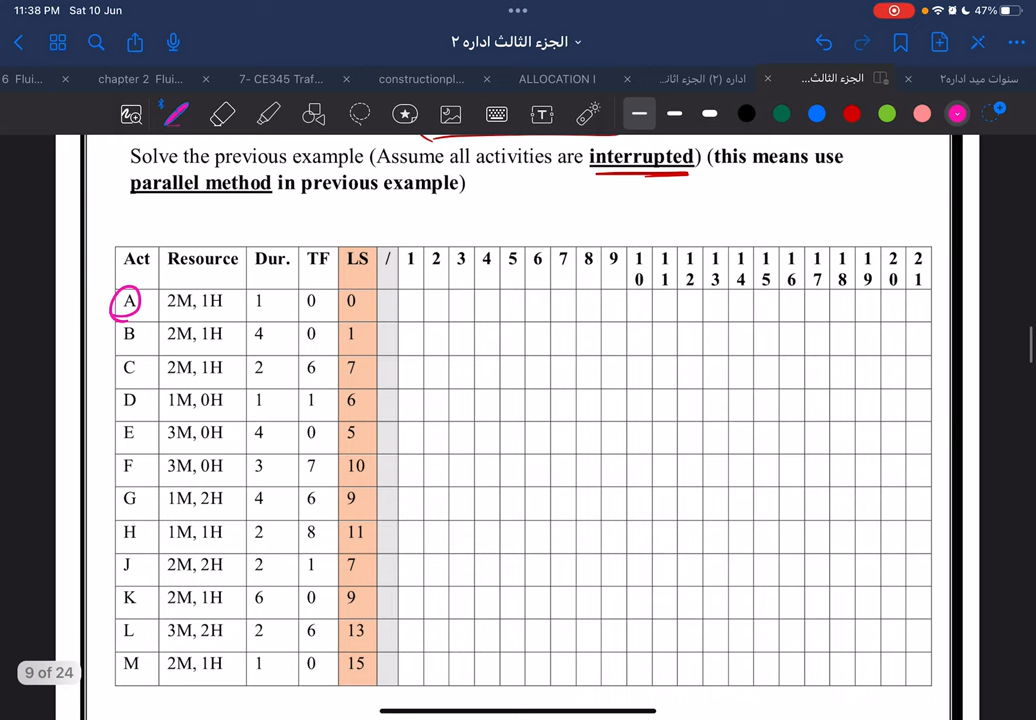 11:38 PM Sat 10 Jun
47%
الجزء الثالث اداره ٢
6 Flui...
chapter 2 Flui...
7- CE345 Traf...
constructionpl...
ALLOCATION I
اداره (٢) الجزء اثان...
الجزء الثالث...
سنوات ميد اداره٢
Solve the previous example (Assume all activities are interrupted) (this means use
parallel method in previous example)
Act Resource Dur. TF LS / 1 2 3 4 5 6 7 8 9 10 11 12 13 14 15 16 17 18 19 20 21
A 2M, 1H 1 0 0
B 2M, 1H 4 0 1
C 2M, 1H 2 6 7
D 1M, 0H 1 1 6
E 3M, 0H 4 0 5
F 3M, 0H 3 7 10
G 1M, 2H 4 6 9
H 1M, 1H 2 8 11
J 2M, 2H 2 1 7
K 2M, 1H 6 0 9
L 3M, 2H 2 6 13
M 2M, 1H 1 0 15
9 of 24